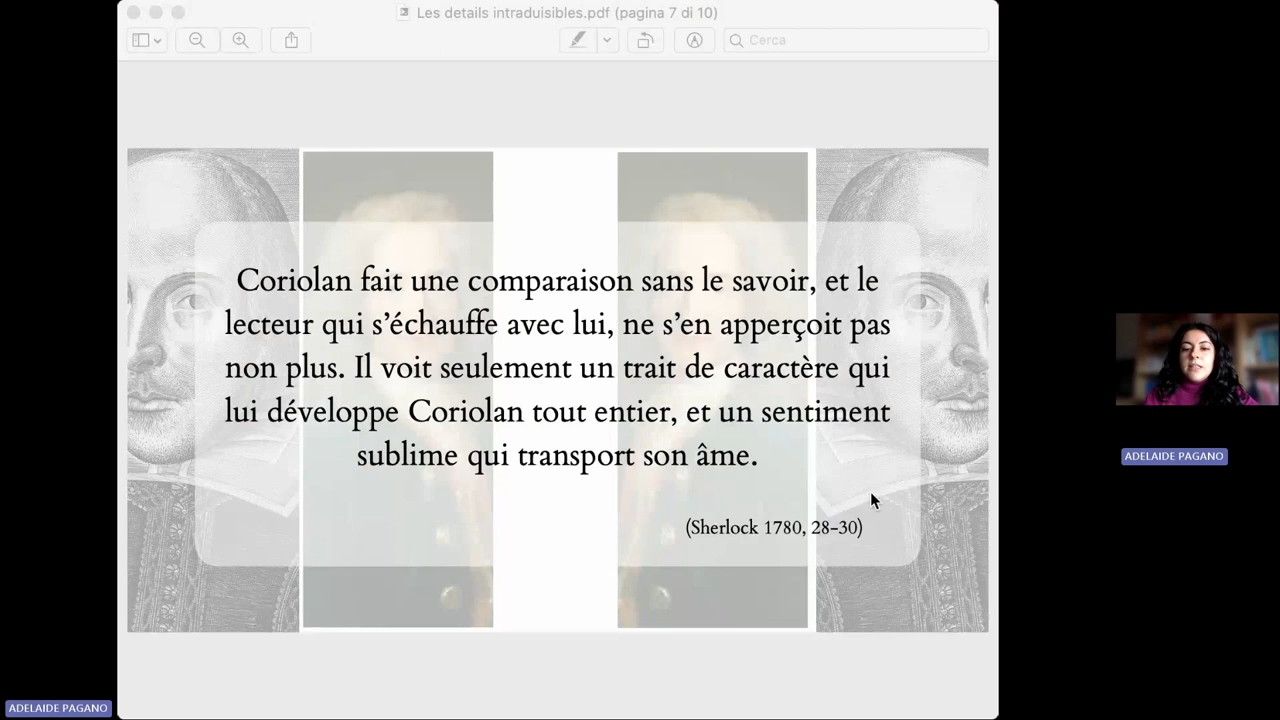 Les details intraduisibles.pdf (pagina 7 di 10)
Cerca
Coriolan fait une comparaison sans le savoir, et le
lecteur qui s’échauffe avec lui, ne s’en apperçoit pas
non plus. Il voit seulement un trait de caractère qui
lui développe Coriolan tout entier, et un sentiment
sublime qui transport son âme.
(Sherlock 1780, 28-30)
ADELAIDE PAGANO
ADELAIDE PAGANO